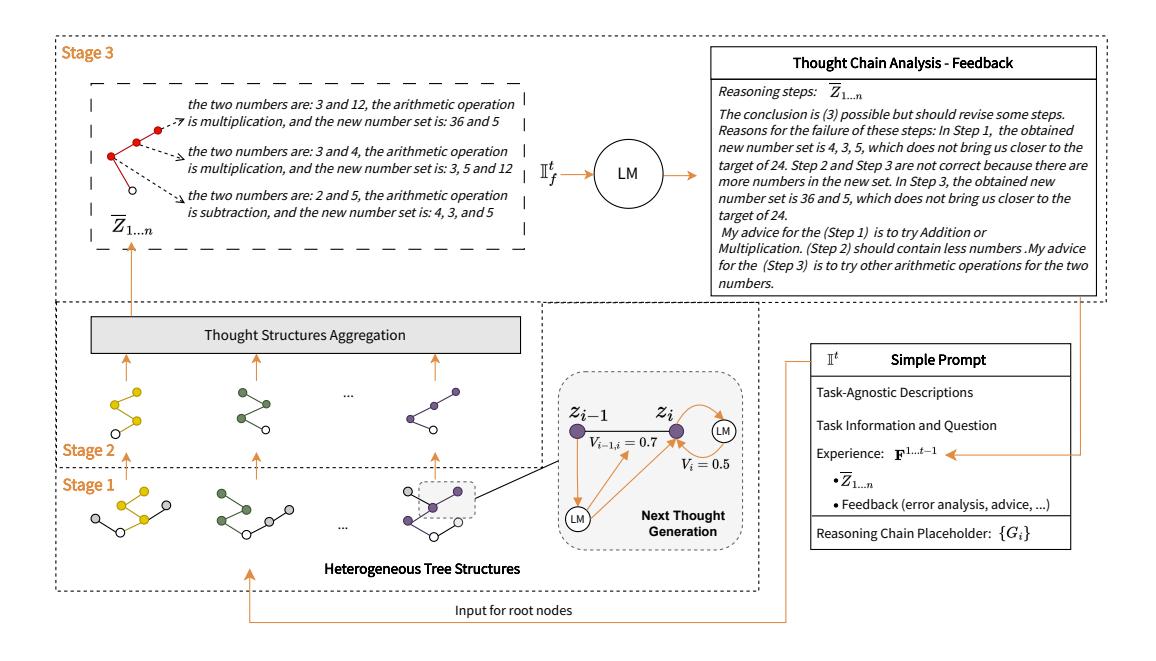 Stage 3
the two numbers are: 3 and 12, the arithmetic operation
is multiplication, and the new number set is: 36 and 5
the two numbers are: 3 and 4, the arithmetic operation
is multiplication, and the new number set is: 3, 5 and 12
the two numbers are: 2 and 5, the arithmetic operation
is subtraction, and the new number set is: 4, 3, and 5
$\overline{Z}_{1...n}$
$\mathbb{I}_f^t$
LM
Thought Chain Analysis - Feedback
Reasoning steps: $\overline{Z}_{1...n}$
The conclusion is (3) possible but should revise some steps.
Reasons for the failure of these steps: In Step 1, the obtained
new number set is 4, 3, 5, which does not bring us closer to the
target of 24. Step 2 and Step 3 are not correct because there are
more numbers in the new set. In Step 3, the obtained new
number set is 36 and 5, which does not bring us closer to the
target of 24.
My advice for the (Step 1) is to try Addition or
Multiplication. (Step 2) should contain less numbers .My advice
for the (Step 3) is to try other arithmetic operations for the two
numbers.
Thought Structures Aggregation
...
Stage 2
Stage 1
...
Heterogeneous Tree Structures
$z_{i-1}$
$z_i$
LM
$V_{i-1,i} = 0.7$
$V_i = 0.5$
LM
Next Thought
Generation
$\mathbb{I}^t$ Simple Prompt
Task-Agnostic Descriptions
Task Information and Question
Experience: $\mathbf{F}^{1...t-1}$
• $\overline{Z}_{1...n}$
• Feedback (error analysis, advice, ...)
Reasoning Chain Placeholder: $\{G_i\}$
Input for root nodes